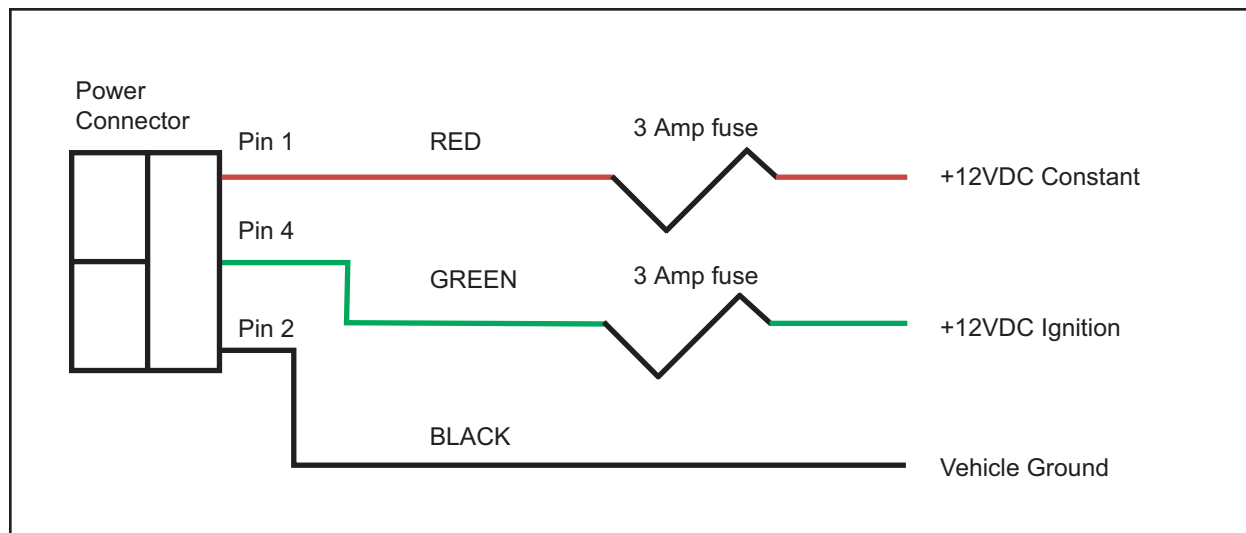 Power
Connector
Pin 1
RED
3 Amp fuse
+12VDC Constant
Pin 4
GREEN
3 Amp fuse
+12VDC Ignition
Pin 2
BLACK
Vehicle Ground